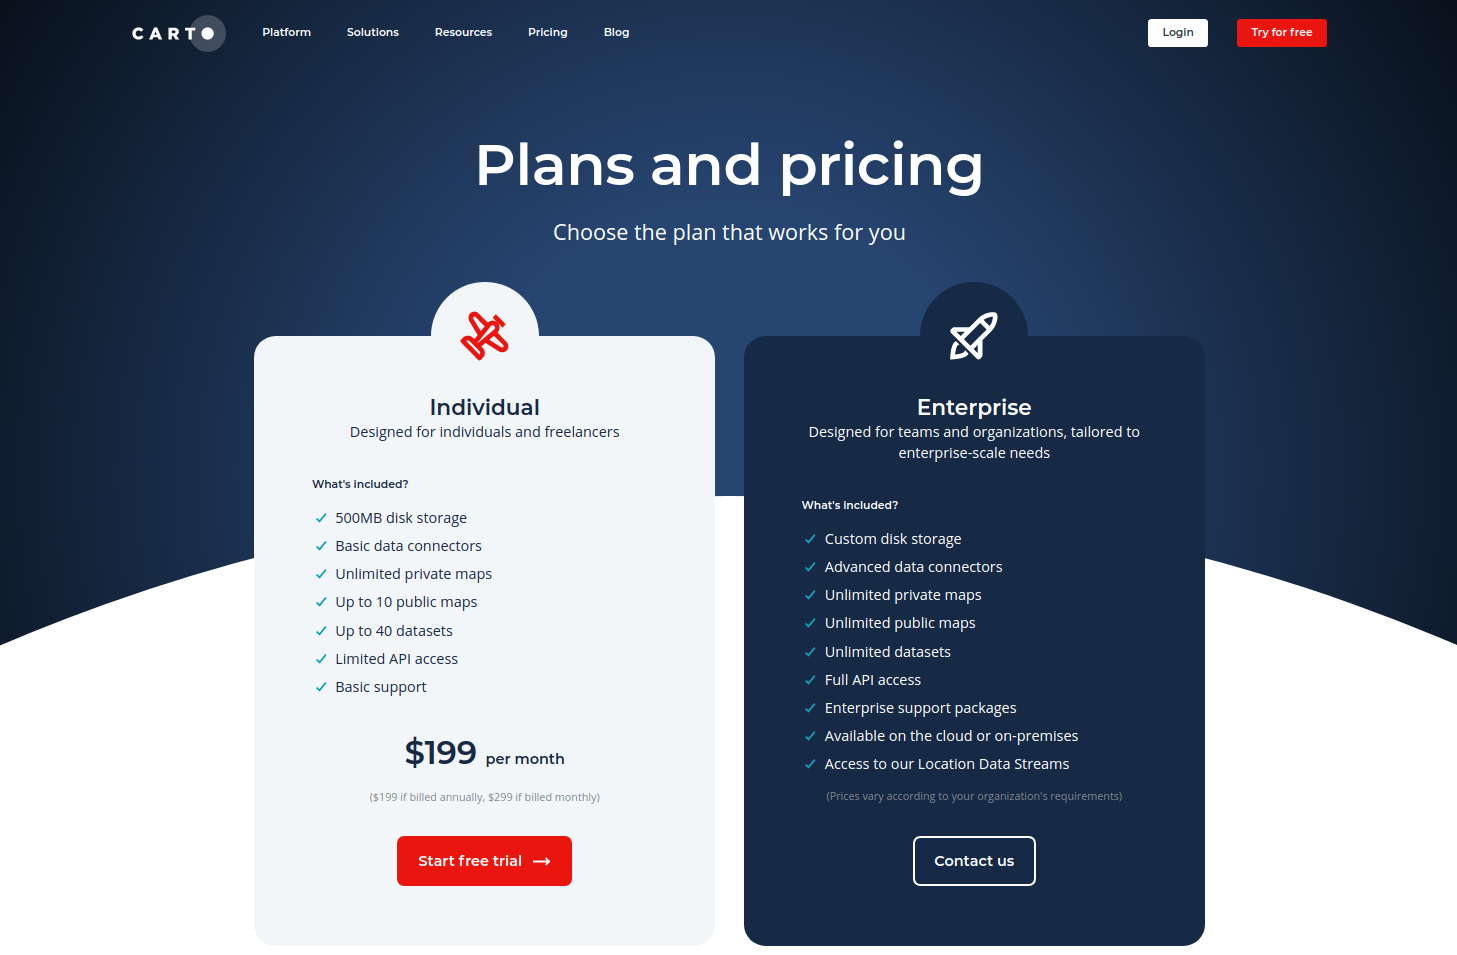 CARTO
Platform
Solutions
Resources
Pricing
Blog
Login
Try for free
Plans and pricing
Choose the plan that works for you
Individual
Designed for individuals and freelancers
What's included?
500MB disk storage
Basic data connectors
Unlimited private maps
Up to 10 public maps
Up to 40 datasets
Limited API access
Basic support
$199 per month
($199 if billed annually, $299 if billed monthly)
Start free trial
Enterprise
Designed for teams and organizations, tailored to
enterprise-scale needs
What's included?
Custom disk storage
Advanced data connectors
Unlimited private maps
Unlimited public maps
Unlimited datasets
Full API access
Enterprise support packages
Available on the cloud or on-premises
Access to our Location Data Streams
(Prices vary according to your organization's requirements)
Contact us